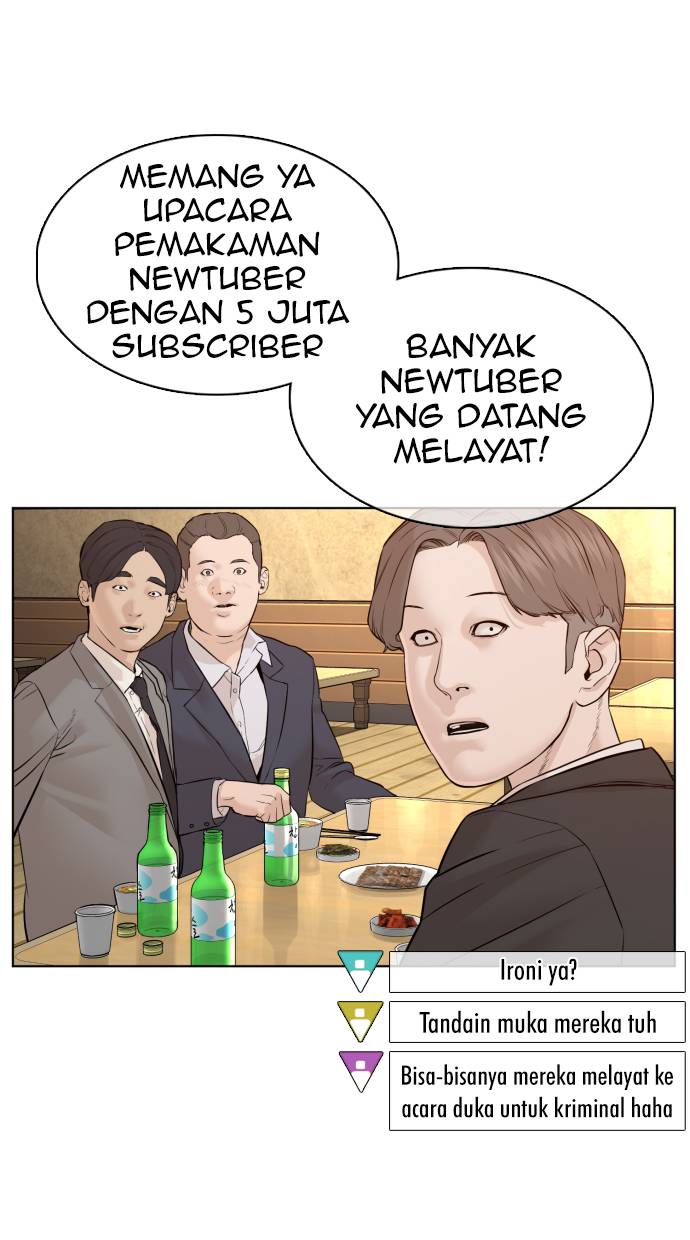 MEMANG YA
UPACARA
PEMAKAMAN
NEWTUBER
DENGAN 5 JUTA
SUBSCRIBER
BANYAK
NEWTUBER
YANG DATANG
MELAYAT!
Ironi ya?
Tandain muka mereka tuh
Bisa-bisanya mereka melayat ke
acara duka untuk kriminal haha